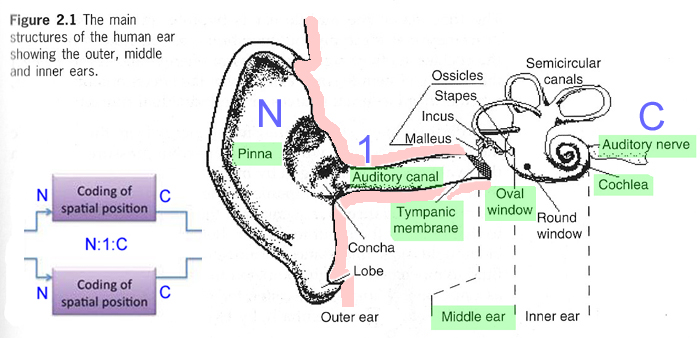 Figure 2.1 The main
structures of the human ear
showing the outer, middle
and inner ears.
Semicircular
canals
Ossicles
Stapes
Incus
Malleus
N
1
C
Pinna
Auditory canal
Auditory nerve
Cochlea
Tympanic
membrane
Oval
window
Round
window
Concha
Lobe
Outer ear
Middle ear
Inner ear
N
Coding of
spatial position
C
N:1:C
N
Coding of
spatial position
C